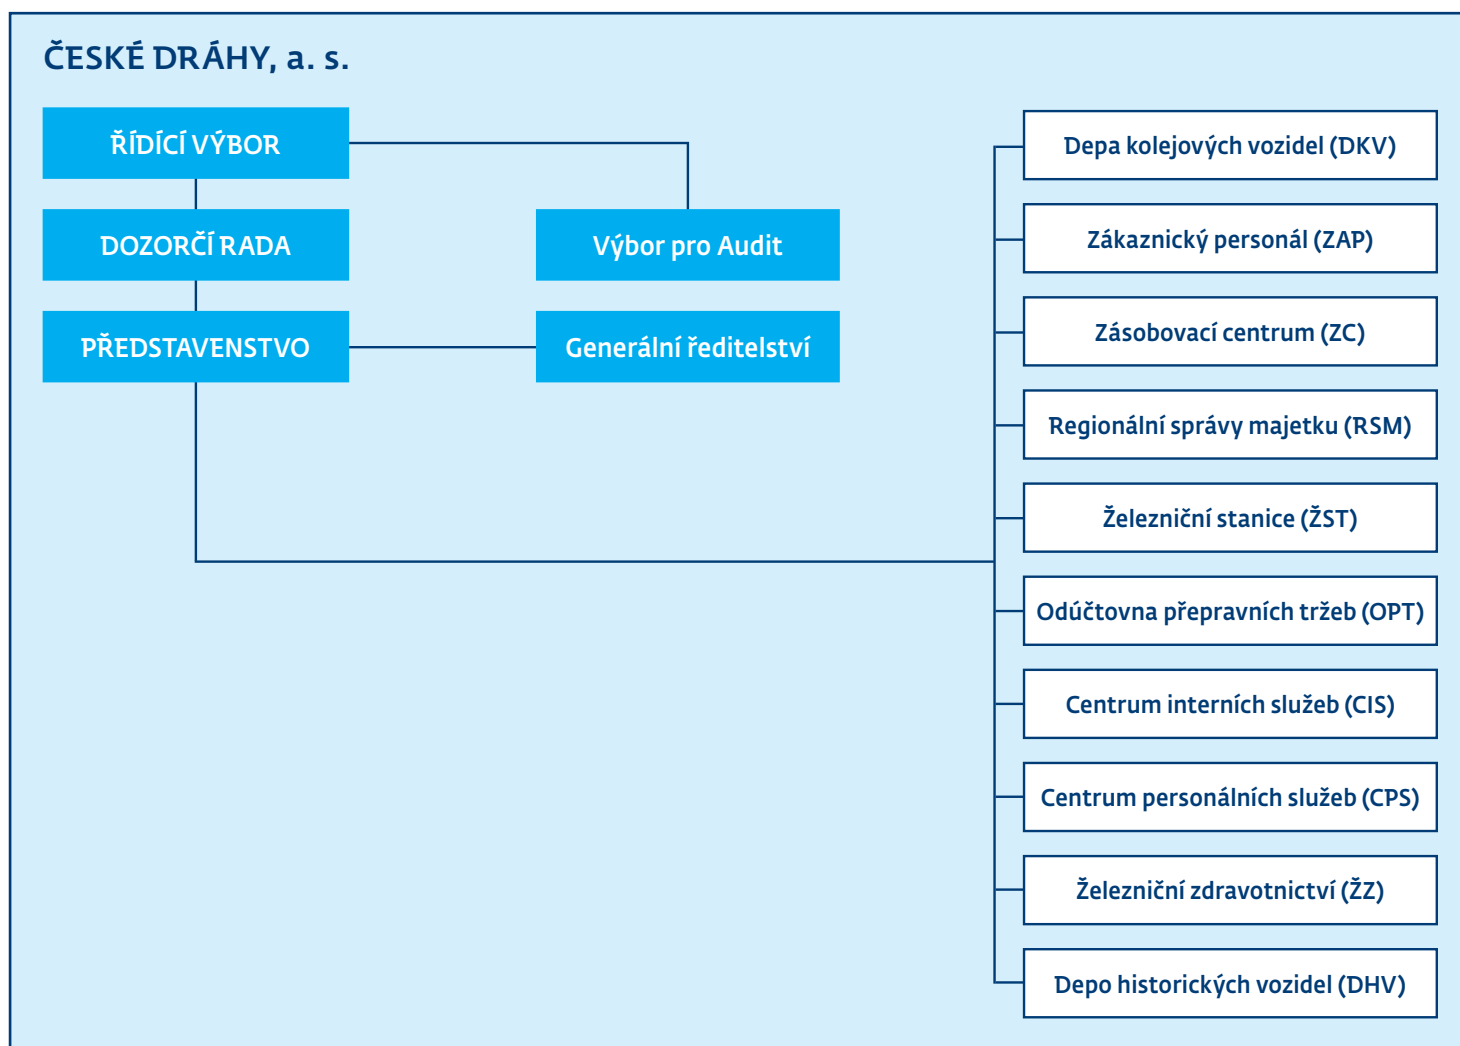 ČESKÉ DRÁHY, a. s.
ŘÍDÍCÍ VÝBOR
DOZORČÍ RADA
Výbor pro Audit
PŘEDSTAVENSTVO
Generální ředitelství
Depa kolejových vozidel (DKV)
Zákaznický personál (ZAP)
Zásobovací centrum (ZC)
Regionální správy majetku (RSM)
Železniční stanice (ŽST)
Odúčtovna přepravních tržeb (OPT)
Centrum interních služeb (CIS)
Centrum personálních služeb (CPS)
Železniční zdravotnictví (ŽZ)
Depo historických vozidel (DHV)